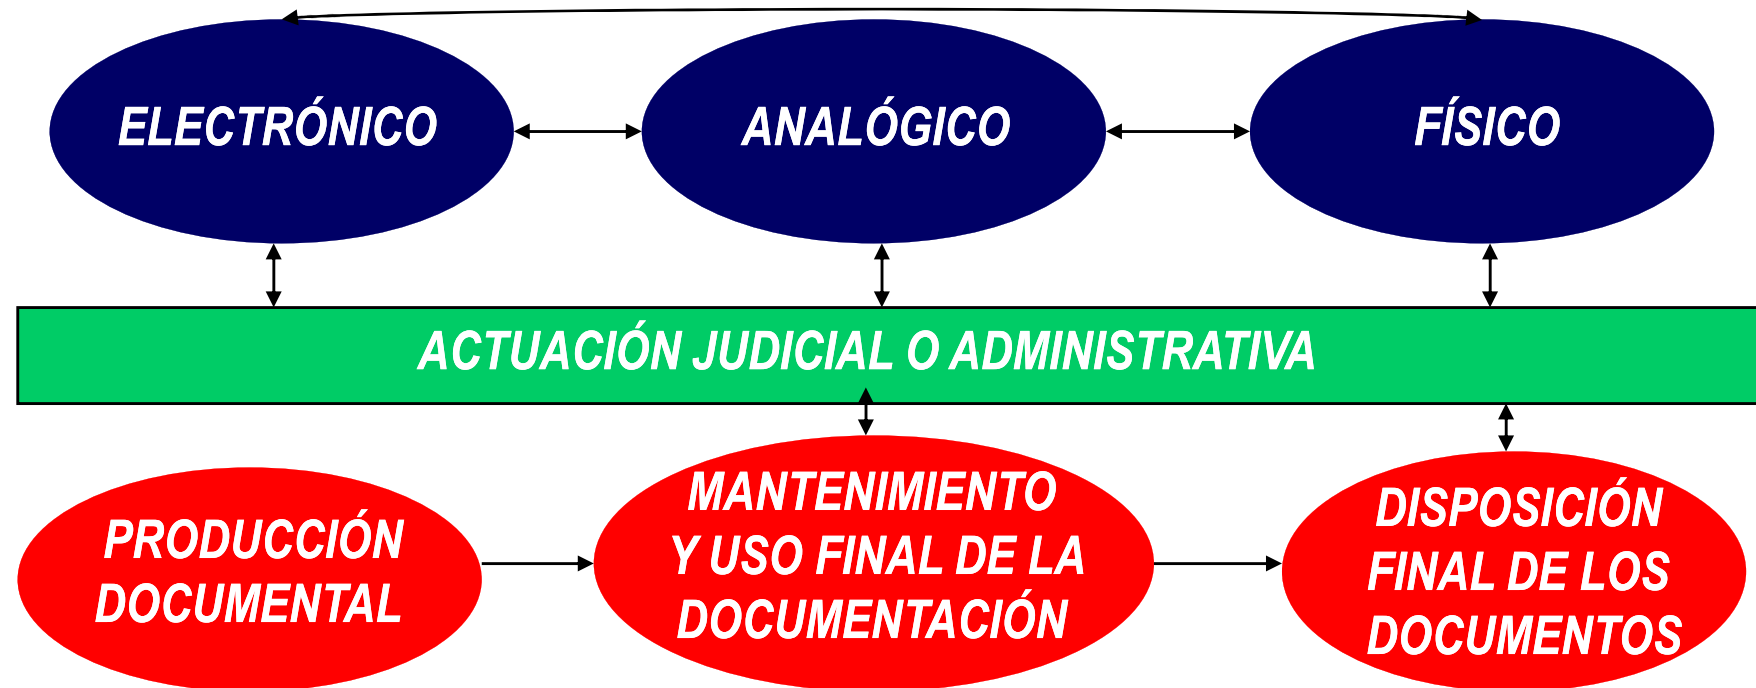 ELECTRÓNICO
ANALÓGICO
FÍSICO
ACTUACIÓN JUDICIAL O ADMINISTRATIVA
PRODUCCIÓN
DOCUMENTAL
MANTENIMIENTO
Y USO FINAL DE LA
DOCUMENTACIÓN
DISPOSICIÓN
FINAL DE LOS
DOCUMENTOS